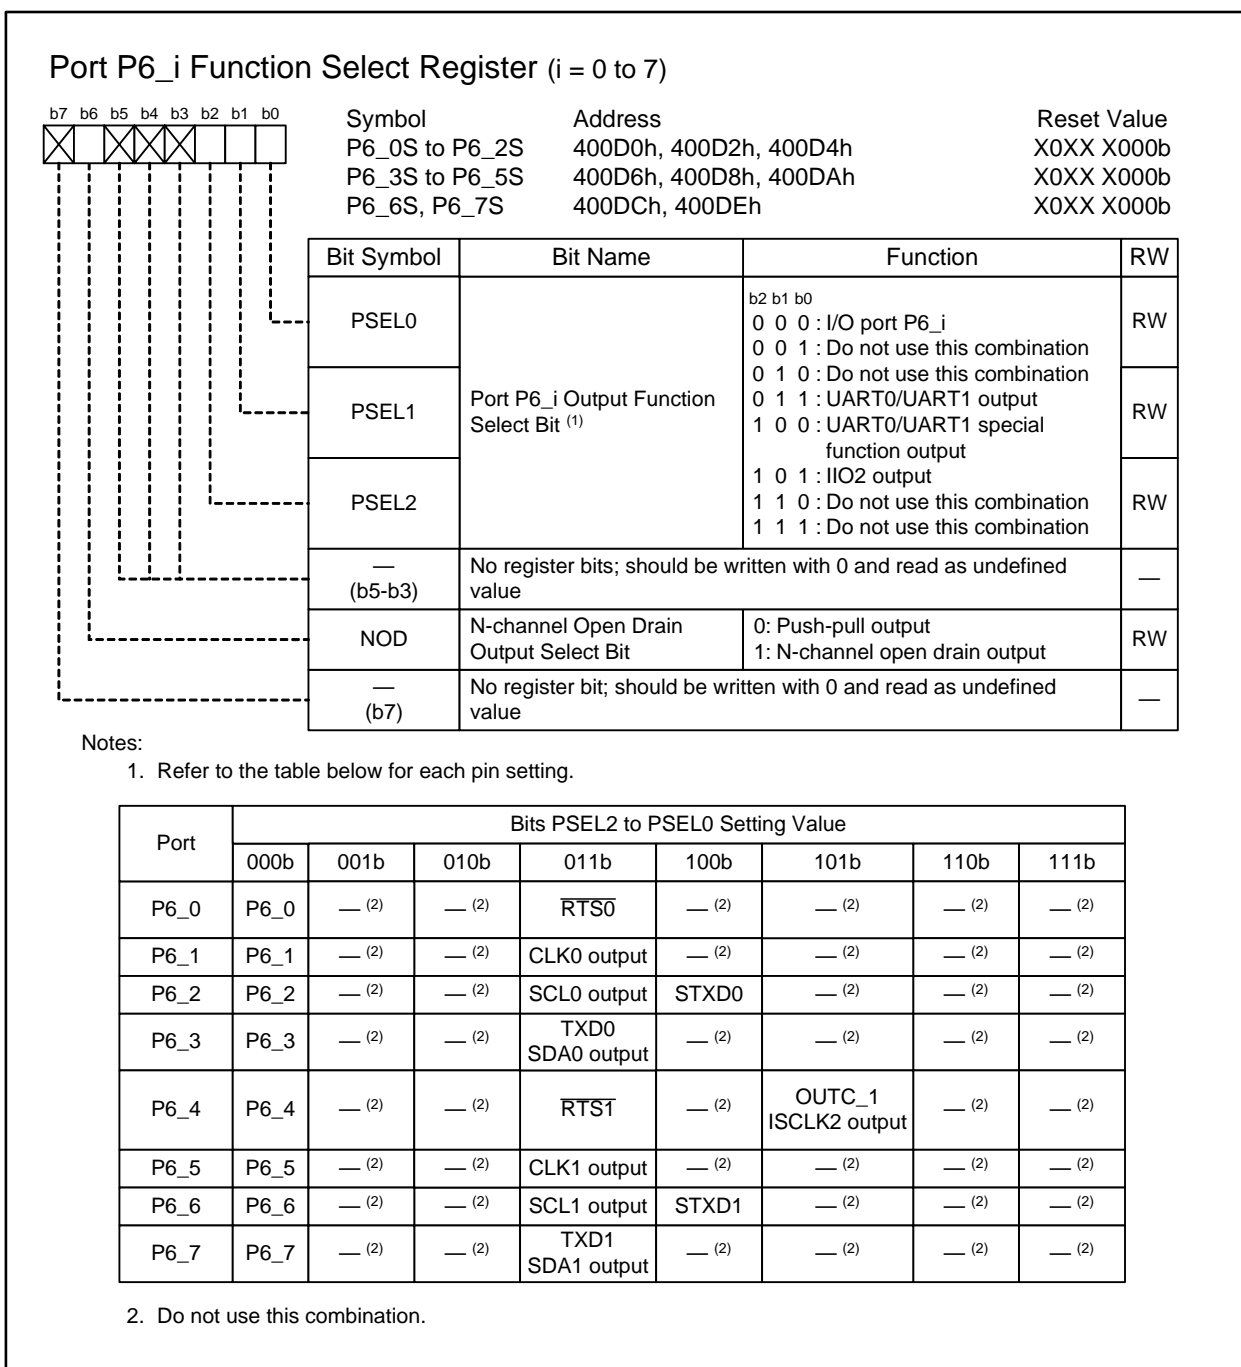 Port P6_i Function Select Register (i = 0 to 7)
b7 b6 b5 b4 b3 b2 b1 b0
Symbol Address Reset Value
P6_0S to P6_2S 400D0h, 400D2h, 400D4h X0XX X000b
P6_3S to P6_5S 400D6h, 400D8h, 400DAh X0XX X000b
P6_6S, P6_7S 400DCh, 400DEh X0XX X000b
Bit Symbol Bit Name Function RW
PSEL0
PSEL1
PSEL2
Port P6_i Output Function
Select Bit (1)
b2 b1 b0
0 0 0 : I/O port P6_i
0 0 1 : Do not use this combination
0 1 0 : Do not use this combination
0 1 1 : UART0/UART1 output
1 0 0 : UART0/UART1 special
function output
1 0 1 : IIO2 output
1 1 0 : Do not use this combination
1 1 1 : Do not use this combination
RW
RW
RW
—
(b5-b3)
No register bits; should be written with 0 and read as undefined
value
—
NOD
N-channel Open Drain
Output Select Bit
0: Push-pull output
1: N-channel open drain output
RW
—
(b7)
No register bit; should be written with 0 and read as undefined
value
—
Notes:
1. Refer to the table below for each pin setting.
Port Bits PSEL2 to PSEL0 Setting Value
000b 001b 010b 011b 100b 101b 110b 111b
P6_0 P6_0 — (2) — (2) RTS0 — (2) — (2) — (2) — (2)
P6_1 P6_1 — (2) — (2) CLK0 output — (2) — (2) — (2) — (2)
P6_2 P6_2 — (2) — (2) SCL0 output STXD0 — (2) — (2) — (2)
P6_3 P6_3 — (2) — (2) TXD0
SDA0 output — (2) — (2) — (2) — (2)
P6_4 P6_4 — (2) — (2) RTS1 — (2) OUTC_1
ISCLK2 output — (2) — (2)
P6_5 P6_5 — (2) — (2) CLK1 output — (2) — (2) — (2) — (2)
P6_6 P6_6 — (2) — (2) SCL1 output STXD1 — (2) — (2) — (2)
P6_7 P6_7 — (2) — (2) TXD1
SDA1 output — (2) — (2) — (2) — (2)
2. Do not use this combination.